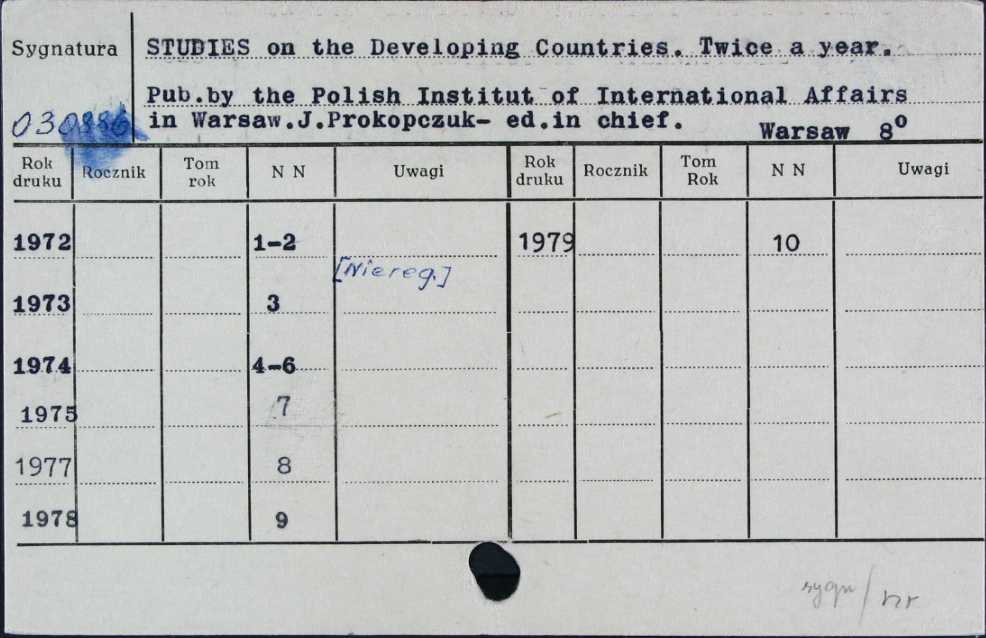 Sygnatura
STUDIES on the Developing Countries. Twice a year.
Pub.by the Polish Institut of International Affairs
030886
in Warsaw.J.Prokopczuk- ed.in chief.
Warsaw 8⁰
Rok druku Rocznik Tom rok N N Uwagi Rok druku Rocznik Tom Rok N N Uwagi
1972 1-2 1979 10
[Niereg.]
1973 3
1974 4-6
1975 7
1977 8
1978 9
sygn/